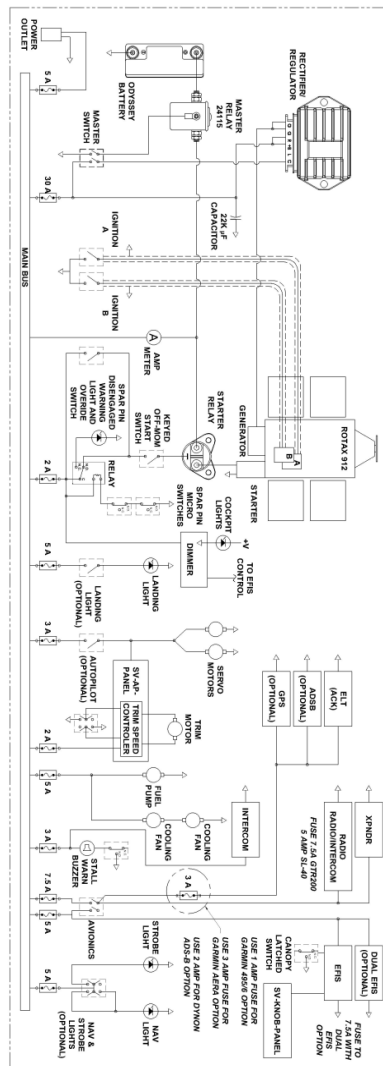 POWER
OUTLET
5 A
ODYSSEY
BATTERY
MASTER
RELAY
24115
RECTIFIER/
REGULATOR
MASTER
SWITCH
30 A
22K µF
CAPACITOR
MAIN BUS
IGNITION
A
IGNITION
B
A
AMP
METER
ROTAX 912
A
B
GENERATOR
STARTER
STARTER
RELAY
KEYED
OFF-MOM
START
SWITCH
SPAR PIN
DISENGAGED
WARNING
LIGHT AND
OVERIDE
SWITCH
RELAY
2 A
SPAR PIN
MICRO
SWITCHES
COCKPIT
LIGHTS
+V
DIMMER
TO EFIS
CONTROL
5 A
LANDING
LIGHT
LANDING
LIGHT
(OPTIONAL)
3 A
AUTOPILOT
(OPTIONAL)
SERVO
MOTORS
SV-AP-
PANEL
TRIM SPEED
CONTROLER
TRIM
MOTOR
2 A
5 A
FUEL
PUMP
COOLING
FAN
COOLING
FAN
3 A
STALL
WARN
BUZZER
INTERCOM
GPS
(OPTIONAL)
ADSB
(OPTIONAL)
ELT
(ACK)
7.5 A
5 A
AVIONICS
3 A
RADIO
RADIO/INTERCOM
FUSE 7.5A GTR200
5 AMP SL-40
XPNDR
USE 1 AMP FUSE FOR
GARMIN 495/6 OPTION
USE 3 AMP FUSE FOR
GARMIN AERA OPTION
USE 2 AMP FOR DYNON
ADS-B OPTION
CANOPY
LATCHED
SWITCH
EFIS
DUAL EFIS
(OPTIONAL)
FUSE TO
7.5A WITH
DUAL
EFIS
OPTION
SV-KNOB-PANEL
5 A
STROBE
LIGHT
NAV
LIGHT
NAV &
STROBE
LIGHTS
(OPTIONAL)